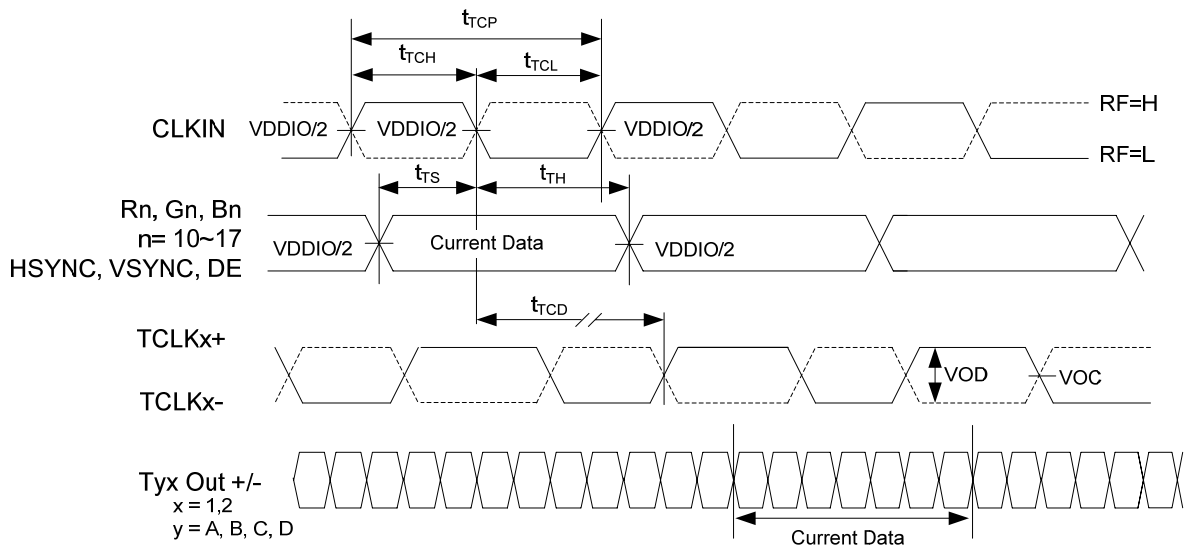 tTCP
tTCH
tTCL
CLKIN
VDDIO/2
VDDIO/2
VDDIO/2
RF=H
RF=L
tTS
tTH
Rn, Gn, Bn
n= 10~17
HSYNC, VSYNC, DE
VDDIO/2
Current Data
VDDIO/2
tTCD
TCLKx+
TCLKx-
VOD
VOC
Tyx Out +/-
x = 1,2
y = A, B, C, D
Current Data